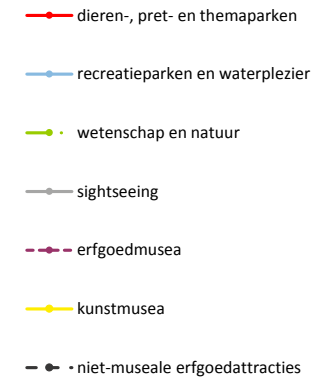 dieren-, pret- en themaparken
recreatieparken en waterplezier
wetenschap en natuur
sightseeing
erfgoedmusea
kunstmusea
niet-museale erfgoedattracties